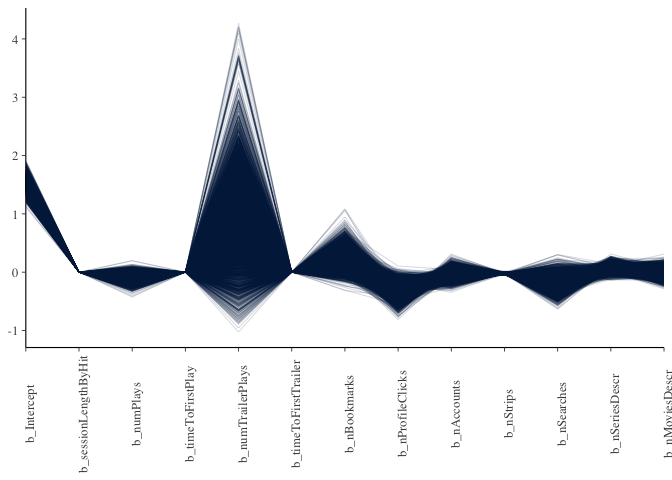 4
3
2
1
0
-1
b_Intercept
b_sessionLengthByHit
b_numPlays
b_timeToFirstPlay
b_numTrailerPlays
b_timeToFirstTrailer
b_nBookmarks
b_nProfileClicks
b_nAccounts
b_nStrips
b_nSearches
b_nSeriesDescr
b_nMoviesDescr